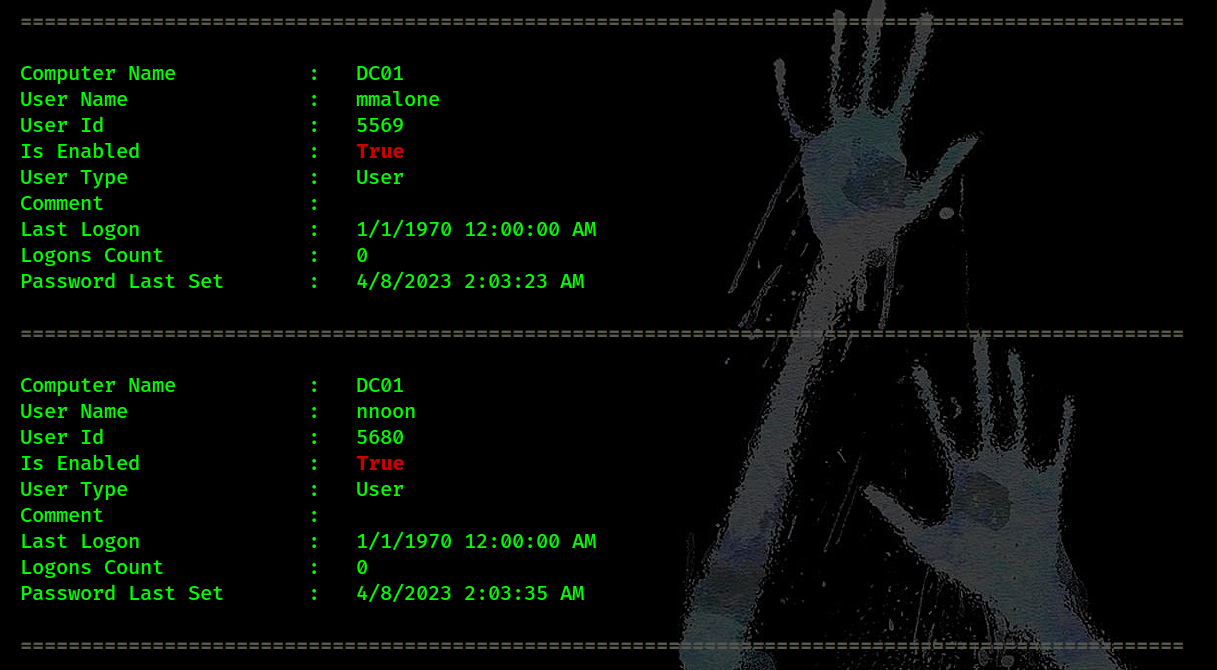 =================================================================================================
Computer Name : DC01
User Name : mmalone
User Id : 5569
Is Enabled : True
User Type : User
Comment :
Last Logon : 1/1/1970 12:00:00 AM
Logons Count : 0
Password Last Set : 4/8/2023 2:03:23 AM
=================================================================================================
Computer Name : DC01
User Name : nnoon
User Id : 5680
Is Enabled : True
User Type : User
Comment :
Last Logon : 1/1/1970 12:00:00 AM
Logons Count : 0
Password Last Set : 4/8/2023 2:03:35 AM
=================================================================================================